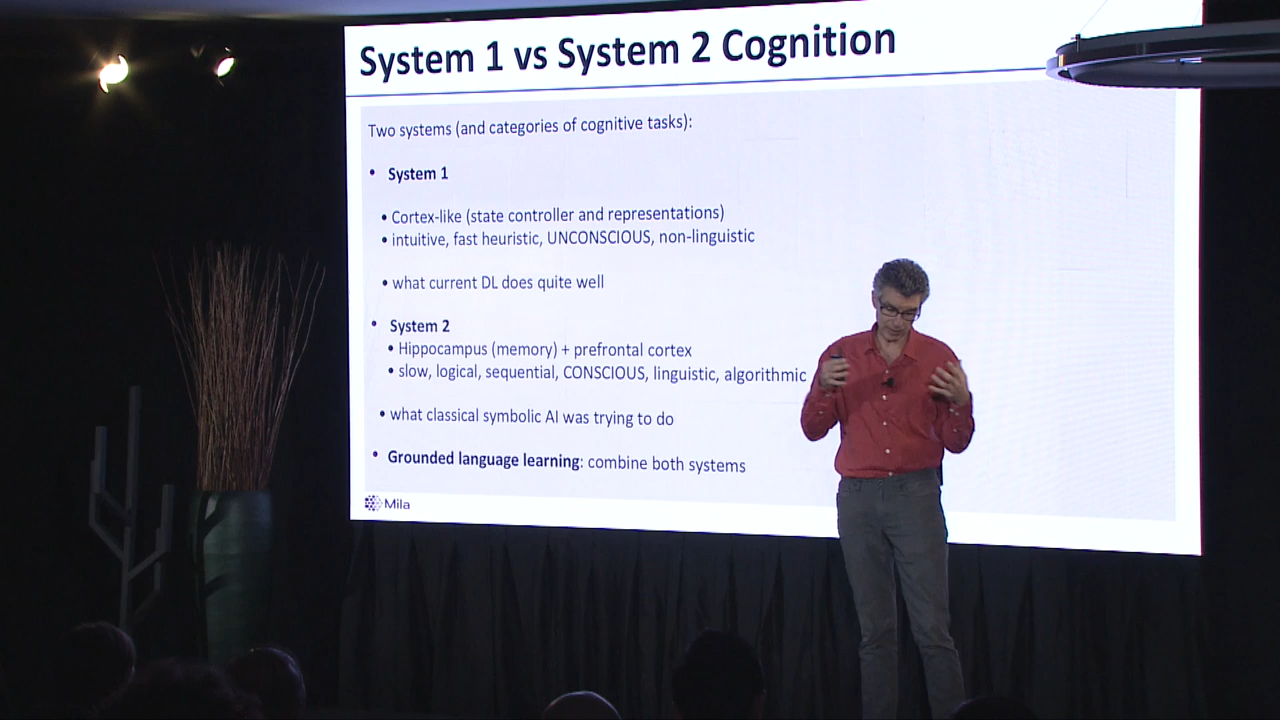 System 1 vs System 2 Cognition
Two systems (and categories of cognitive tasks):
• System 1
• Cortex-like (state controller and representations)
• intuitive, fast heuristic, UNCONSCIOUS, non-linguistic
• what current DL does quite well
• System 2
• Hippocampus (memory) + prefrontal cortex
• slow, logical, sequential, CONSCIOUS, linguistic, algorithmic
• what classical symbolic AI was trying to do
• Grounded language learning: combine both systems
Mila